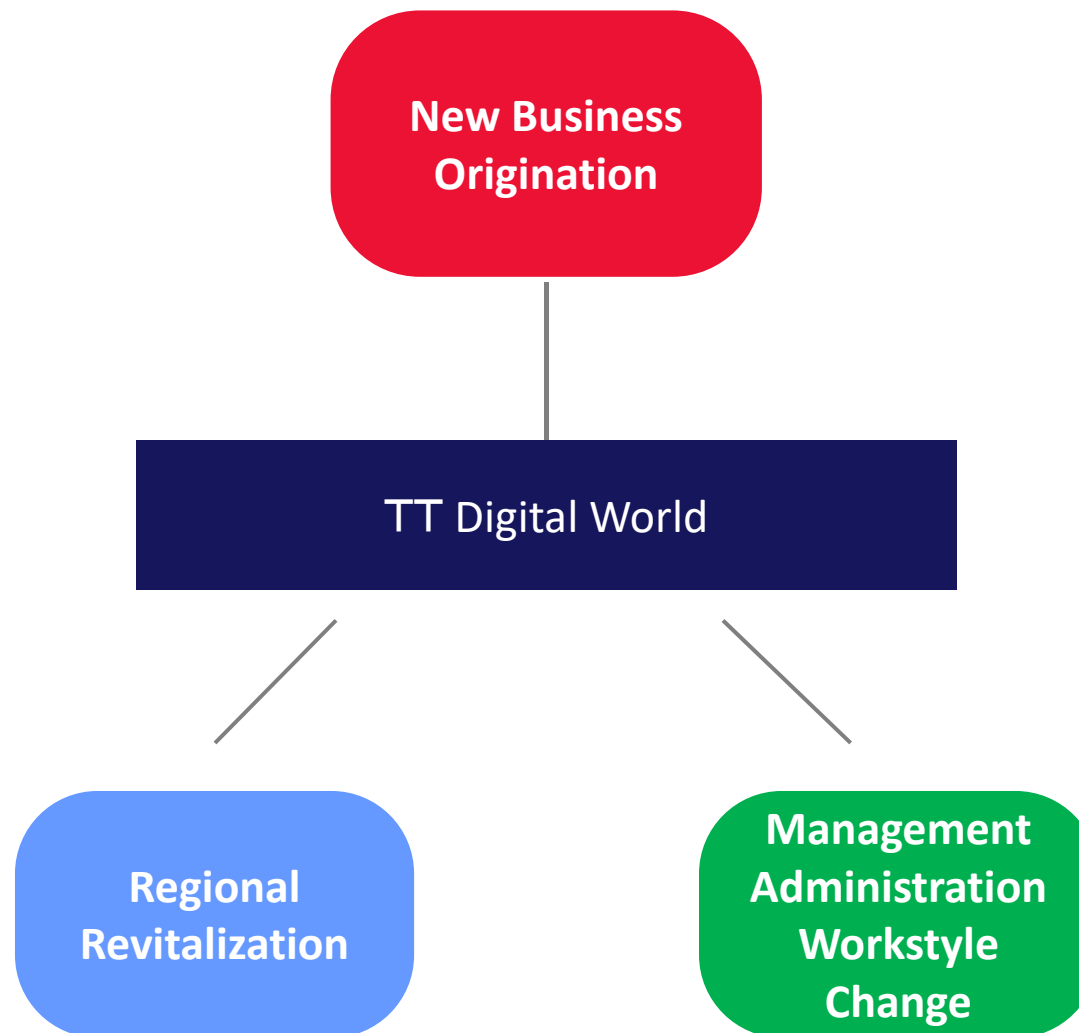 New Business
Origination
TT Digital World
Regional
Revitalization
Management
Administration
Workstyle
Change